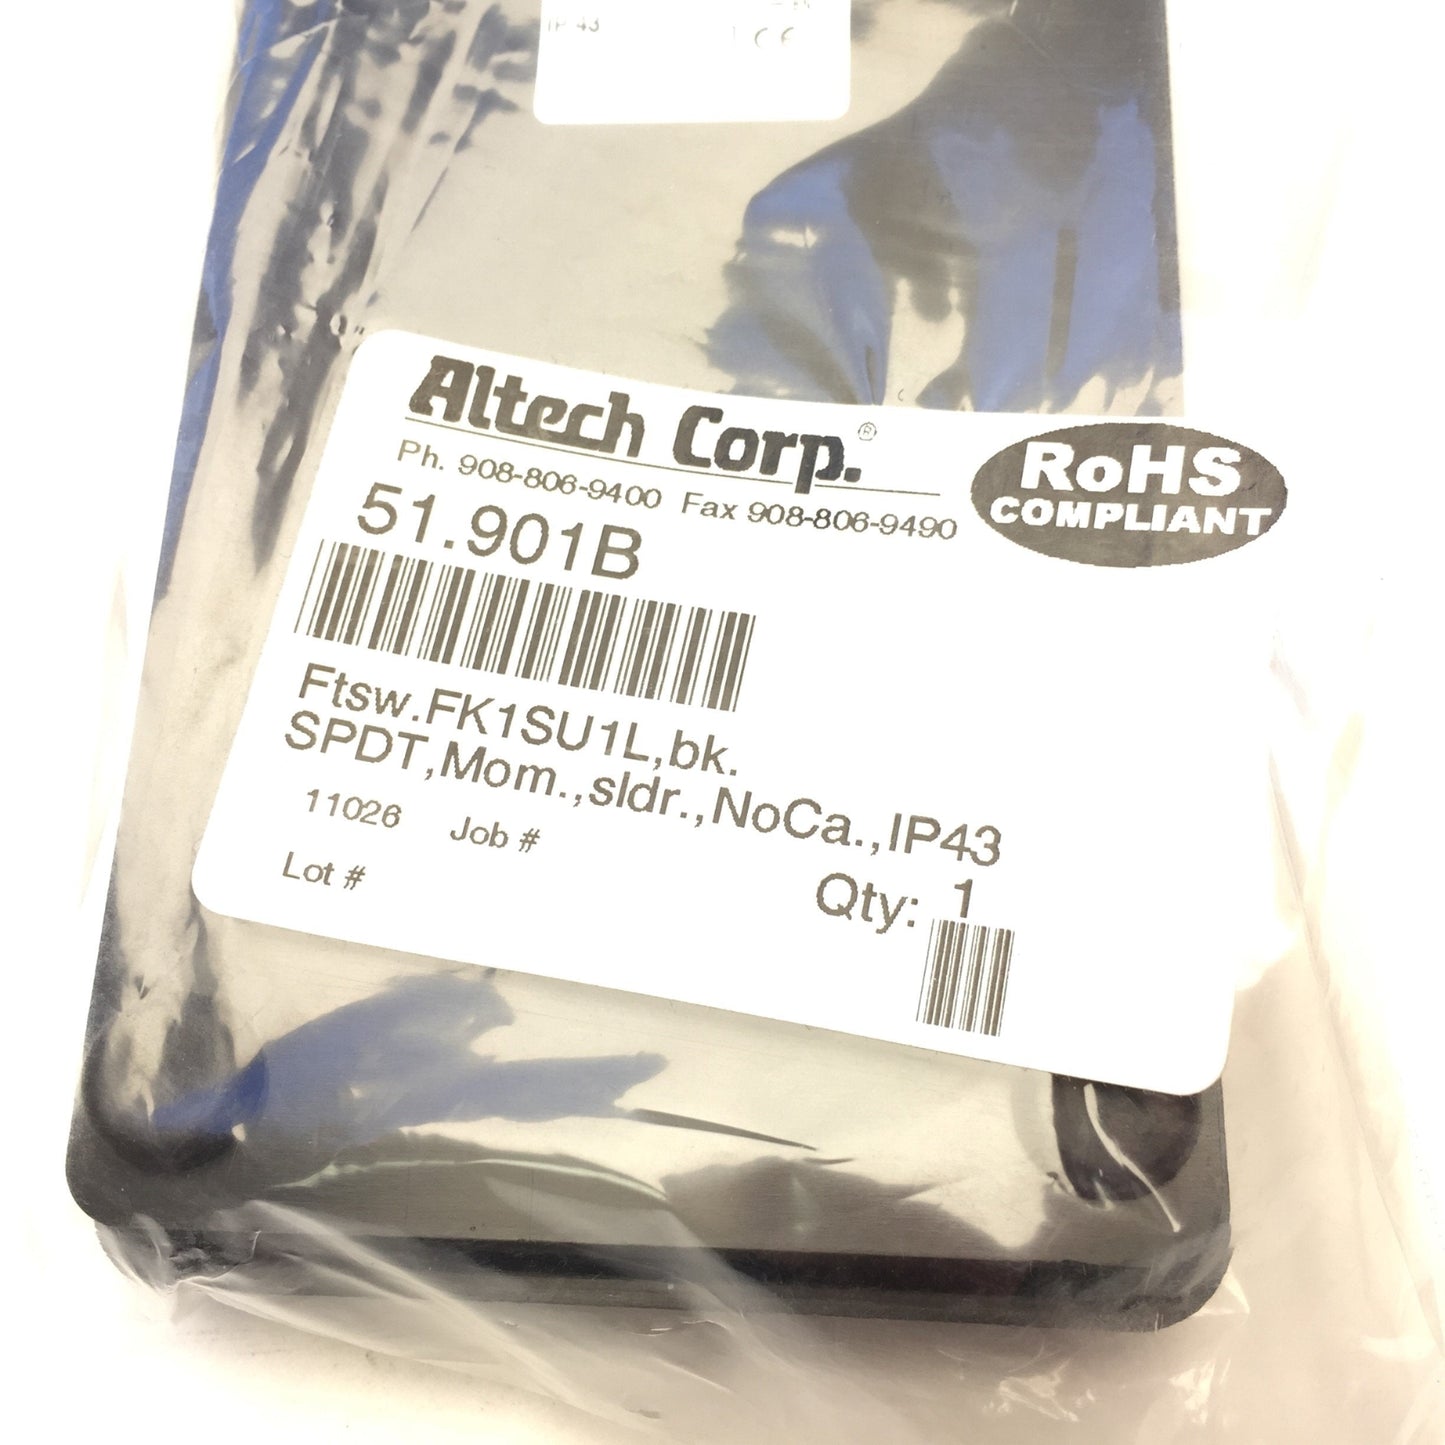 IP 43 CE
Altech Corp.®
Ph. 908-806-9400 Fax 908-806-9490
RoHS
COMPLIANT
51.901B
Ftsw.FK1SU1L,bk.
SPDT,Mom.,sldr.,NoCa.,IP43
11026 Job #
Lot #
Qty: 1